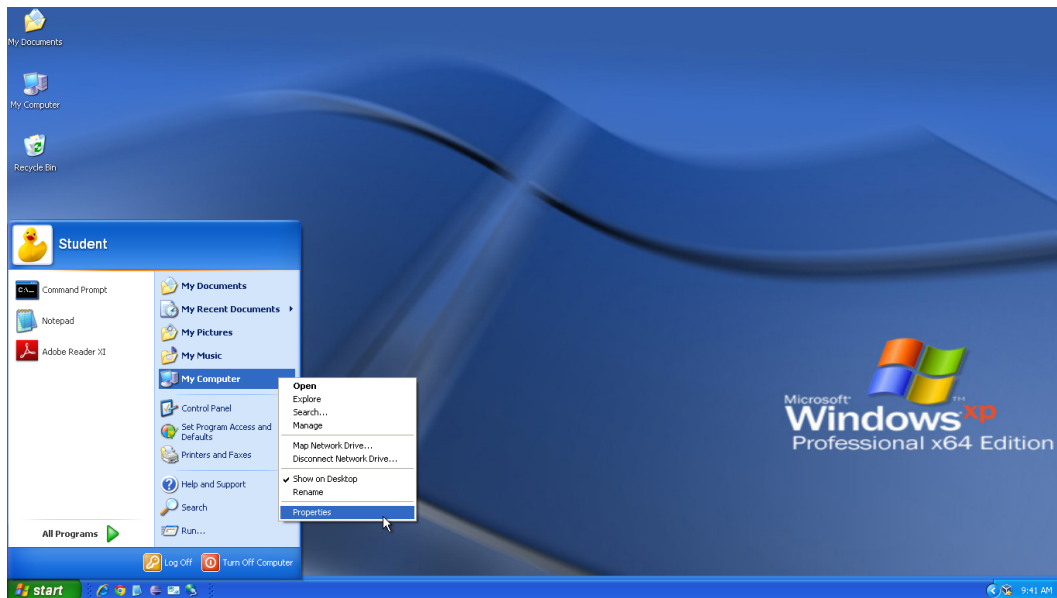 My Documents
My Computer
Recycle Bin
Student
Command Prompt
Notepad
Adobe Reader XI
All Programs
My Documents
My Recent Documents
My Pictures
My Music
My Computer
Control Panel
Set Program Access and
Defaults
Printers and Faxes
Help and Support
Search
Run...
Open
Explore
Search...
Manage
Map Network Drive...
Disconnect Network Drive...
Show on Desktop
Rename
Properties
Log Off
Turn Off Computer
Microsoft
Windows xp ™
Professional x64 Edition
start
9:41 AM